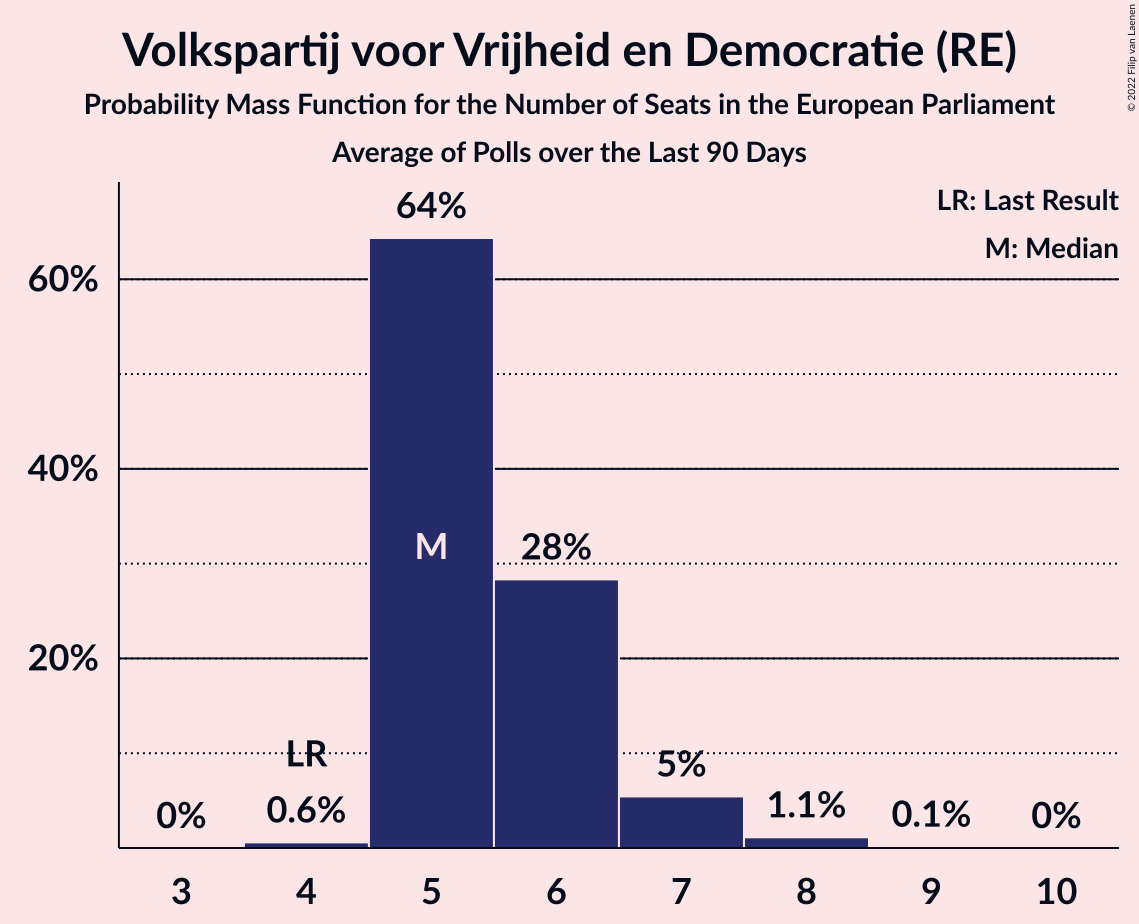 Volkspartij voor Vrijheid en Democratie (RE)
Probability Mass Function for the Number of Seats in the European Parliament
Average of Polls over the Last 90 Days
© 2022 Filip van Laenen
LR: Last Result
M: Median
64%
60%
40%
M
28%
20%
LR
5%
0%
0.6%
1.1%
0.1%
0%
3 4 5 6 7 8 9 10